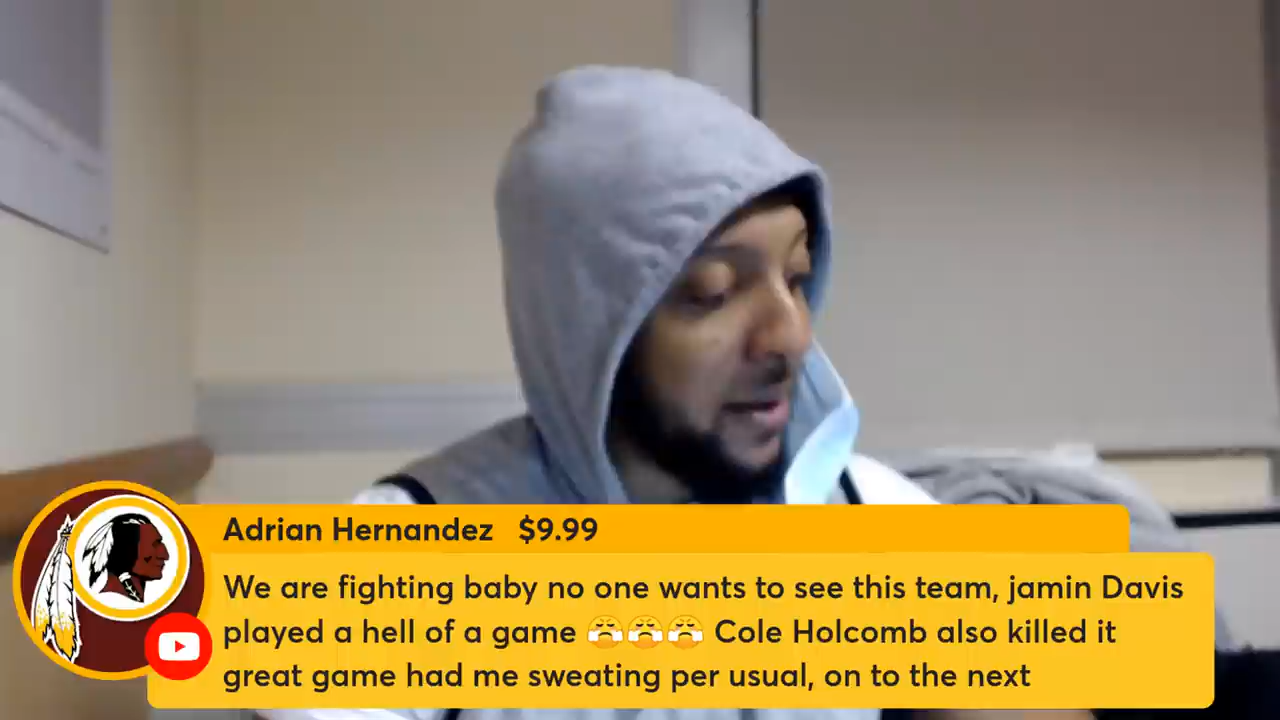 Adrian Hernandez $9.99
We are fighting baby no one wants to see this team, jamin Davis
played a hell of a game 😤😤😤 Cole Holcomb also killed it
great game had me sweating per usual, on to the next